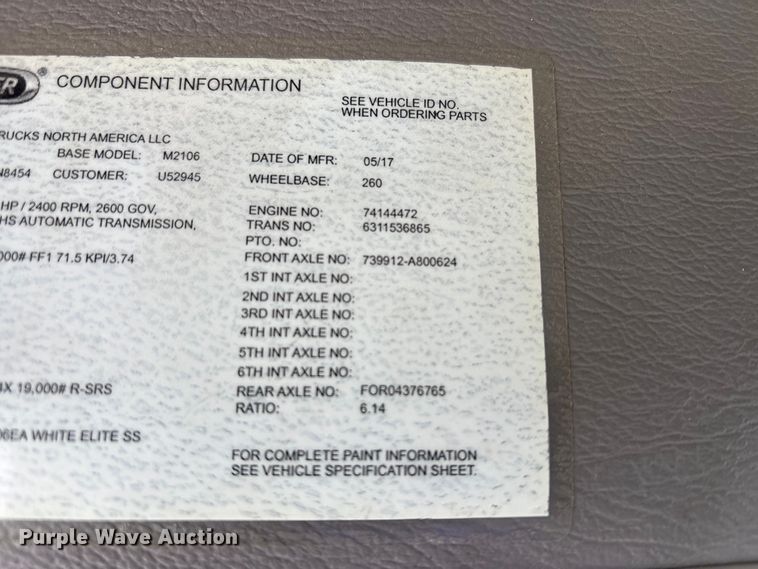 ER® COMPONENT INFORMATION
SEE VEHICLE ID NO.
WHEN ORDERING PARTS
RUCKS NORTH AMERICA LLC
BASE MODEL: M2106 DATE OF MFR: 05/17
8454 CUSTOMER: U52945 WHEELBASE: 260
HP / 2400 RPM, 2600 GOV, ENGINE NO: 74144472
HS AUTOMATIC TRANSMISSION, TRANS NO: 6311536865
PTO. NO:
000# FF1 71.5 KPI/3.74 FRONT AXLE NO: 739912-A800624
1ST INT AXLE NO:
2ND INT AXLE NO:
3RD INT AXLE NO:
4TH INT AXLE NO:
5TH INT AXLE NO:
6TH INT AXLE NO:
4X 19,000# R-SRS REAR AXLE NO: FOR04376765
RATIO: 6.14
06EA WHITE ELITE SS
FOR COMPLETE PAINT INFORMATION
SEE VEHICLE SPECIFICATION SHEET.
Purple Wave Auction